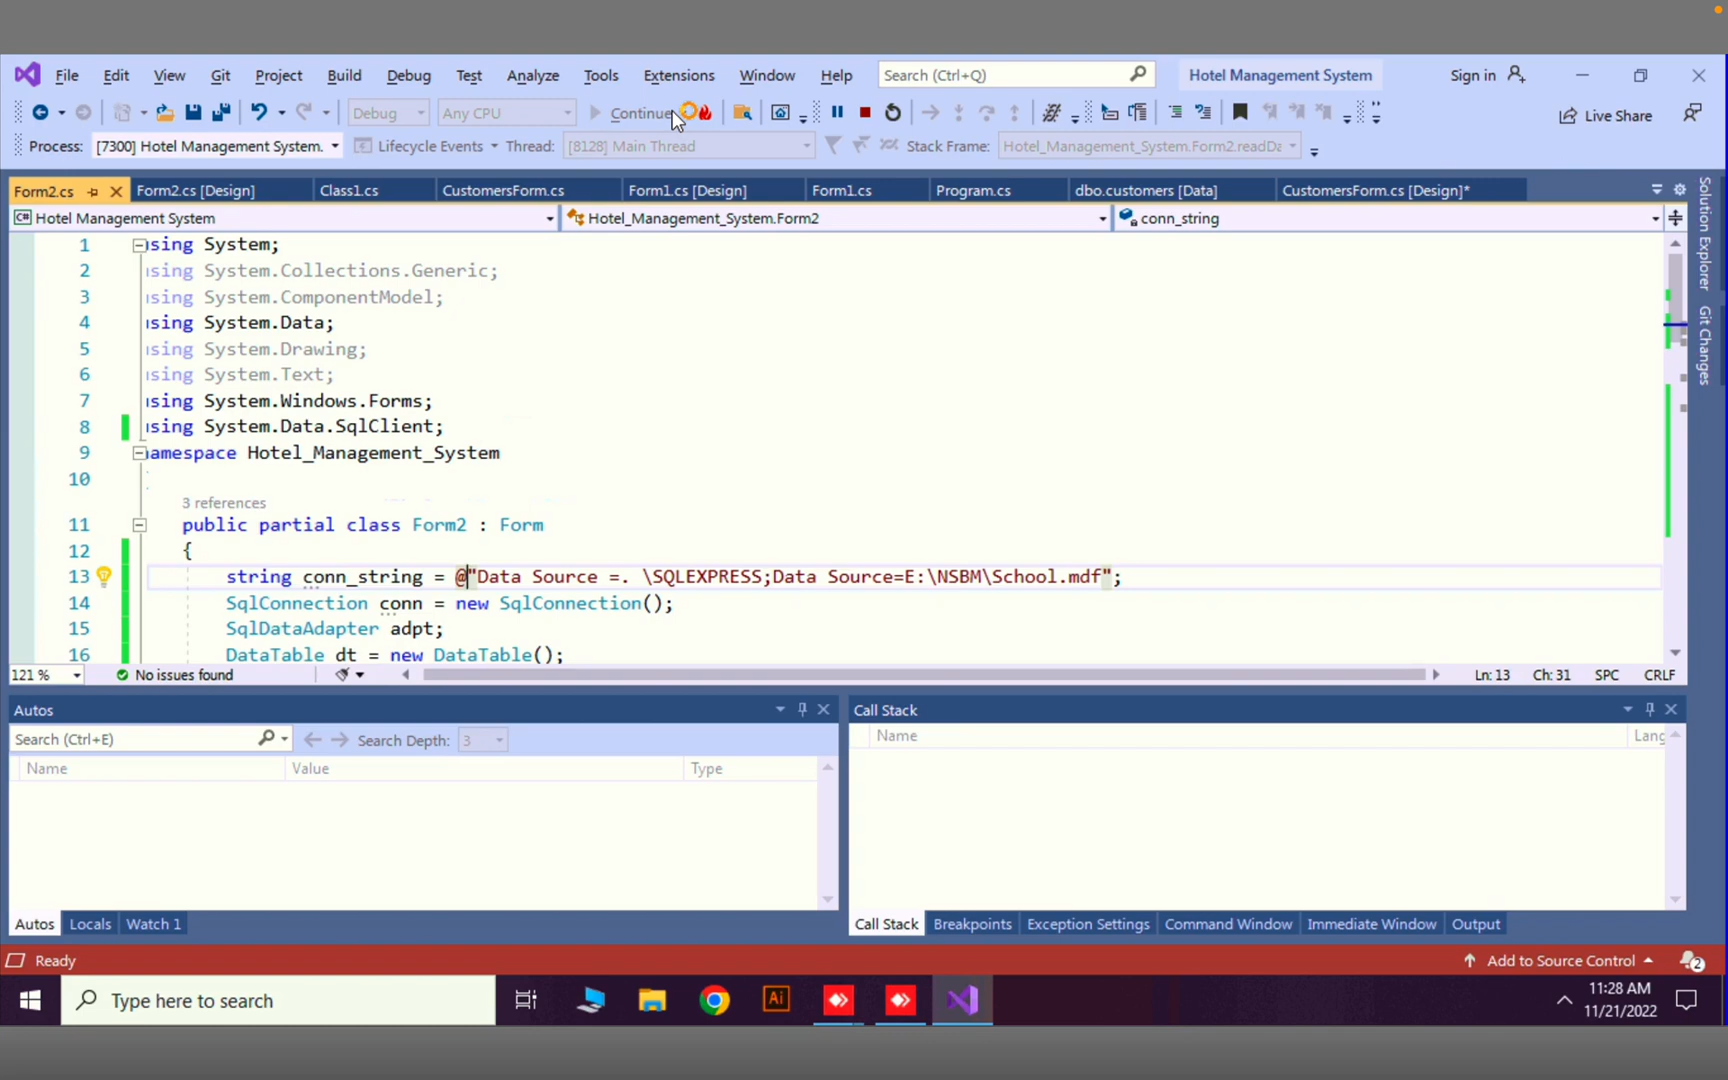 File Edit View Git Project Build Debug Test Analyze Tools Extensions Window Help Search (Ctrl+Q) Hotel Management System Sign in
Debug Any CPU Continue Live Share
Process: [7300] Hotel Management System. Lifecycle Events Thread: [8128] Main Thread Stack Frame: Hotel_Management_System.Form2.readDa
Form2.cs Form2.cs [Design] Class1.cs CustomersForm.cs Form1.cs [Design] Form1.cs Program.cs dbo.customers [Data] CustomersForm.cs [Design]*
Hotel Management System Hotel_Management_System.Form2 conn_string
Solution Explorer
Git Changes
1 using System;
2 using System.Collections.Generic;
3 using System.ComponentModel;
4 using System.Data;
5 using System.Drawing;
6 using System.Text;
7 using System.Windows.Forms;
8 using System.Data.SqlClient;
9 namespace Hotel_Management_System
10
3 references
11 public partial class Form2 : Form
12 {
13 string conn_string = @"Data Source =. \SQLEXPRESS;Data Source=E:\NSBM\School.mdf";
14 SqlConnection conn = new SqlConnection();
15 SqlDataAdapter adpt;
16 DataTable dt = new DataTable();
121 % No issues found Ln: 13 Ch: 31 SPC CRLF
Autos
Search (Ctrl+E) Search Depth: 3
Name Value Type
Autos Locals Watch 1
Call Stack
Name Lang
Call Stack Breakpoints Exception Settings Command Window Immediate Window Output
Ready Add to Source Control 2
Type here to search Ai
11:28 AM
11/21/2022